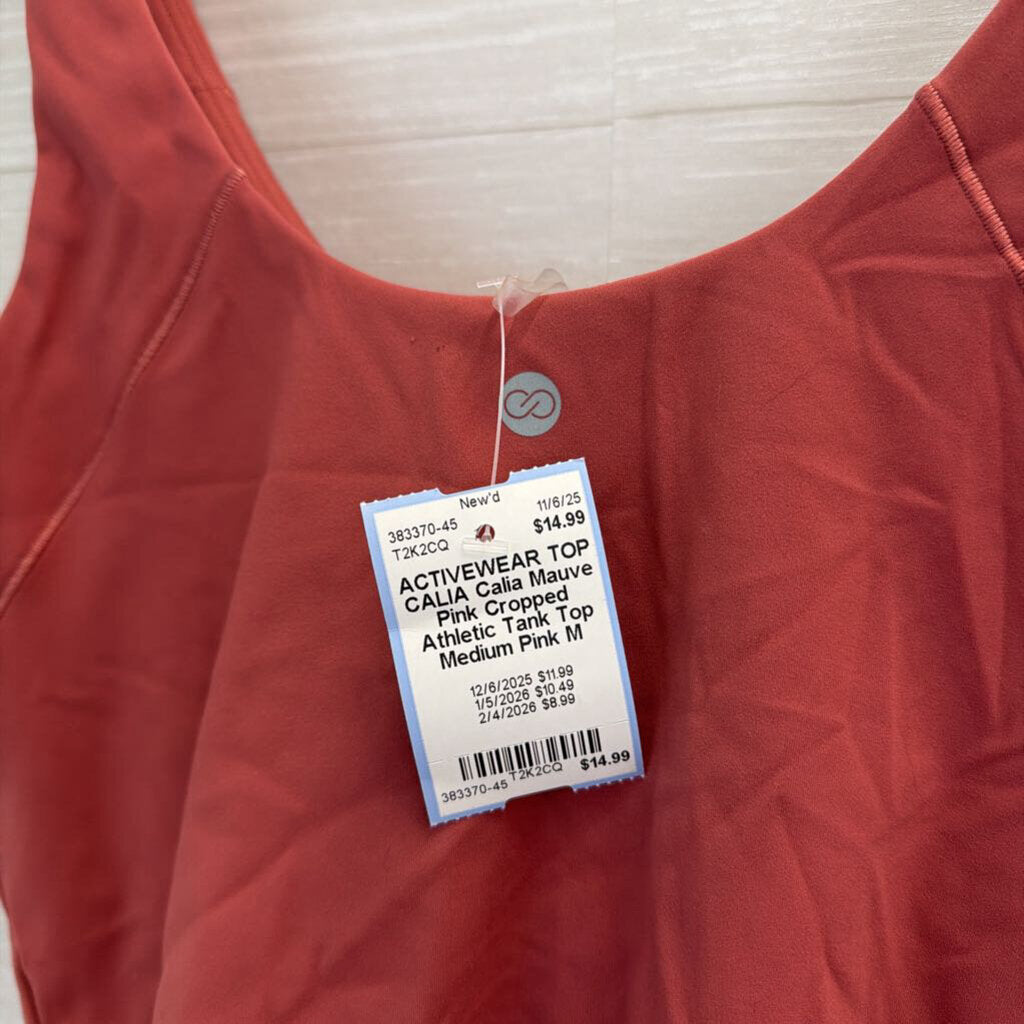 New'd
383370-45 11/6/25
T2K2CQ $14.99
ACTIVEWEAR TOP
CALIA Calia Mauve
Pink Cropped
Athletic Tank Top
Medium Pink M
12/6/2025 $11.99
1/5/2026 $10.49
2/4/2026 $8.99
383370-45 T2K2CQ $14.99